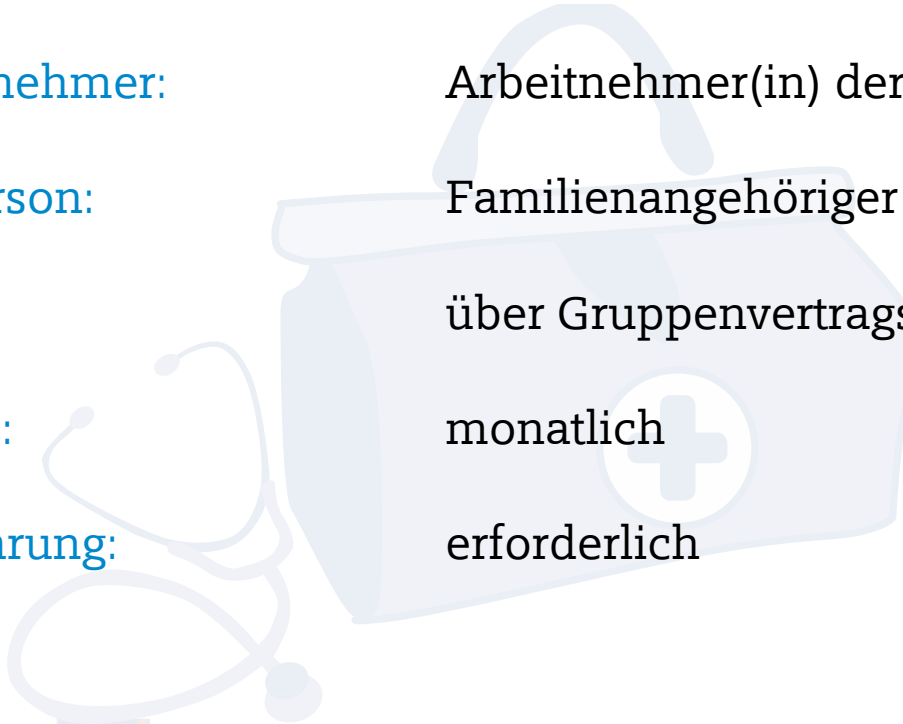 nehmer: Arbeitnehmer(in) der
rson: Familienangehöriger
über Gruppenvertrags
: monatlich
rung: erforderlich